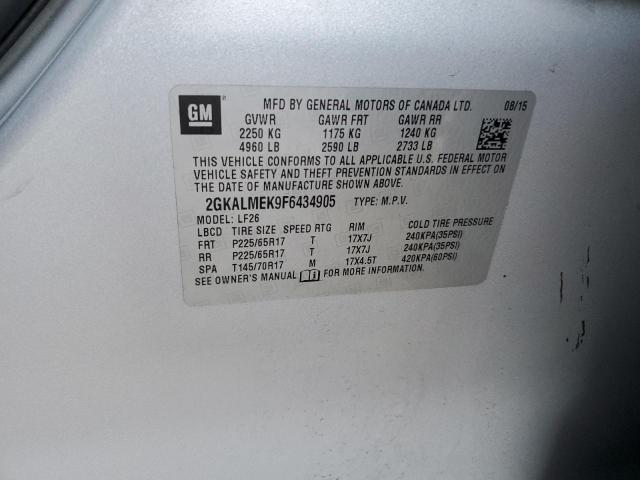 GM ® MFD BY GENERAL MOTORS OF CANADA LTD. 08/15
GVWR GAWR FRT GAWR RR
2250 KG 1175 KG 1240 KG
4960 LB 2590 LB 2733 LB
THIS VEHICLE CONFORMS TO ALL APPLICABLE U.S. FEDERAL MOTOR
VEHICLE SAFETY AND THEFT PREVENTION STANDARDS IN EFFECT ON
THE DATE OF MANUFACTURE SHOWN ABOVE.
2GKALMEK9F6434905 TYPE: M.P.V.
MODEL: LF26
LBCD TIRE SIZE SPEED RTG RIM COLD TIRE PRESSURE
FRT P225/65R17 T 17X7J 240KPA(35PSI)
RR P225/65R17 T 17X7J 240KPA(35PSI)
SPA T145/70R17 M 17X4.5T 420KPA(60PSI)
SEE OWNER'S MANUAL FOR MORE INFORMATION.